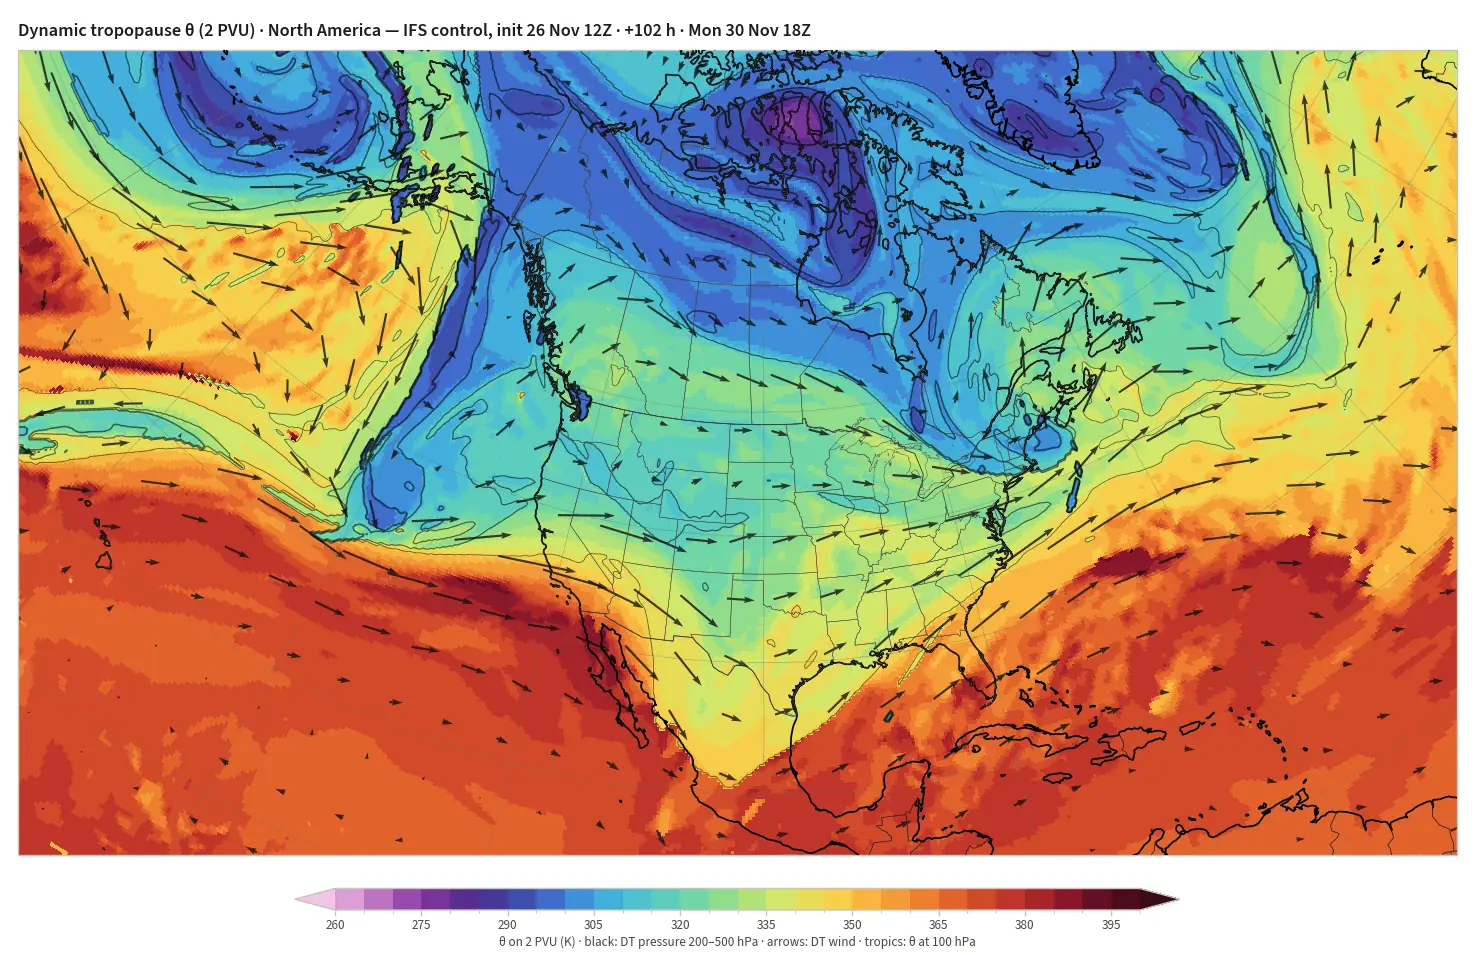 Dynamic tropopause θ (2 PVU) · North America — IFS control, init 26 Nov 12Z · +102 h · Mon 30 Nov 18Z
260 275 290 305 320 335 350 365 380 395
θ on 2 PVU (K) · black: DT pressure 200–500 hPa · arrows: DT wind · tropics: θ at 100 hPa